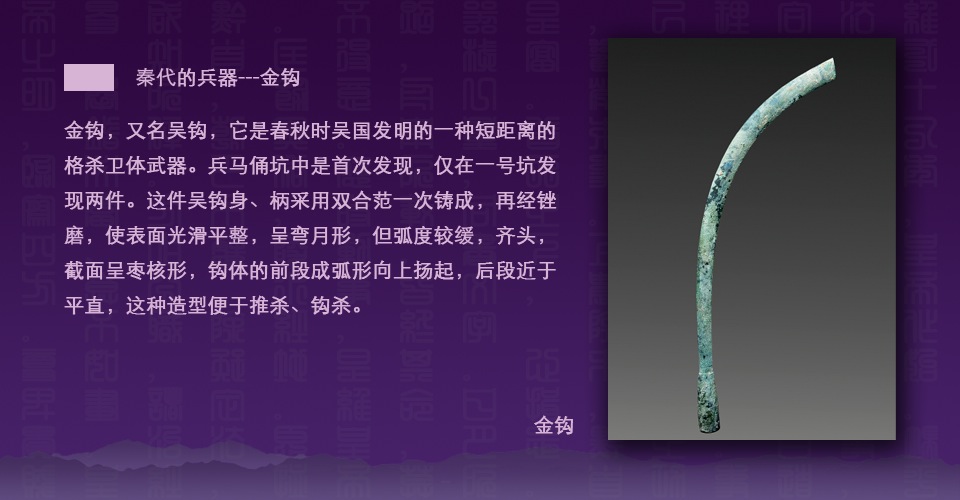 秦代的兵器---金钩
金钩，又名吴钩，它是春秋时吴国发明的一种短距离的
格杀卫体武器。兵马俑坑中是首次发现，仅在一号坑发
现两件。这件吴钩身、柄采用双合范一次铸成，再经锉
磨，使表面光滑平整，呈弯月形，但弧度较缓，齐头，
截面呈枣核形，钩体的前段成弧形向上扬起，后段近于
平直，这种造型便于推杀、钩杀。
金钩